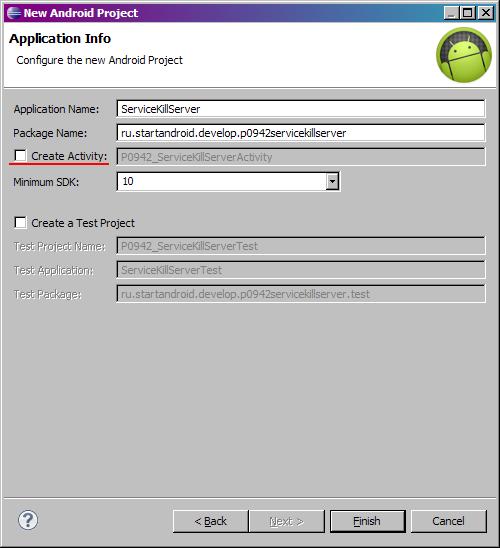 New Android Project
Application Info
Configure the new Android Project
Application Name: ServiceKillServer
Package Name: ru.startandroid.develop.p0942servicekillserver
Create Activity: P0942_ServiceKillServerActivity
Minimum SDK: 10
Create a Test Project
Test Project Name: P0942_ServiceKillServerTest
Test Application: ServiceKillServerTest
Test Package: ru.startandroid.develop.p0942servicekillserver.test
? < Back Next > Finish Cancel